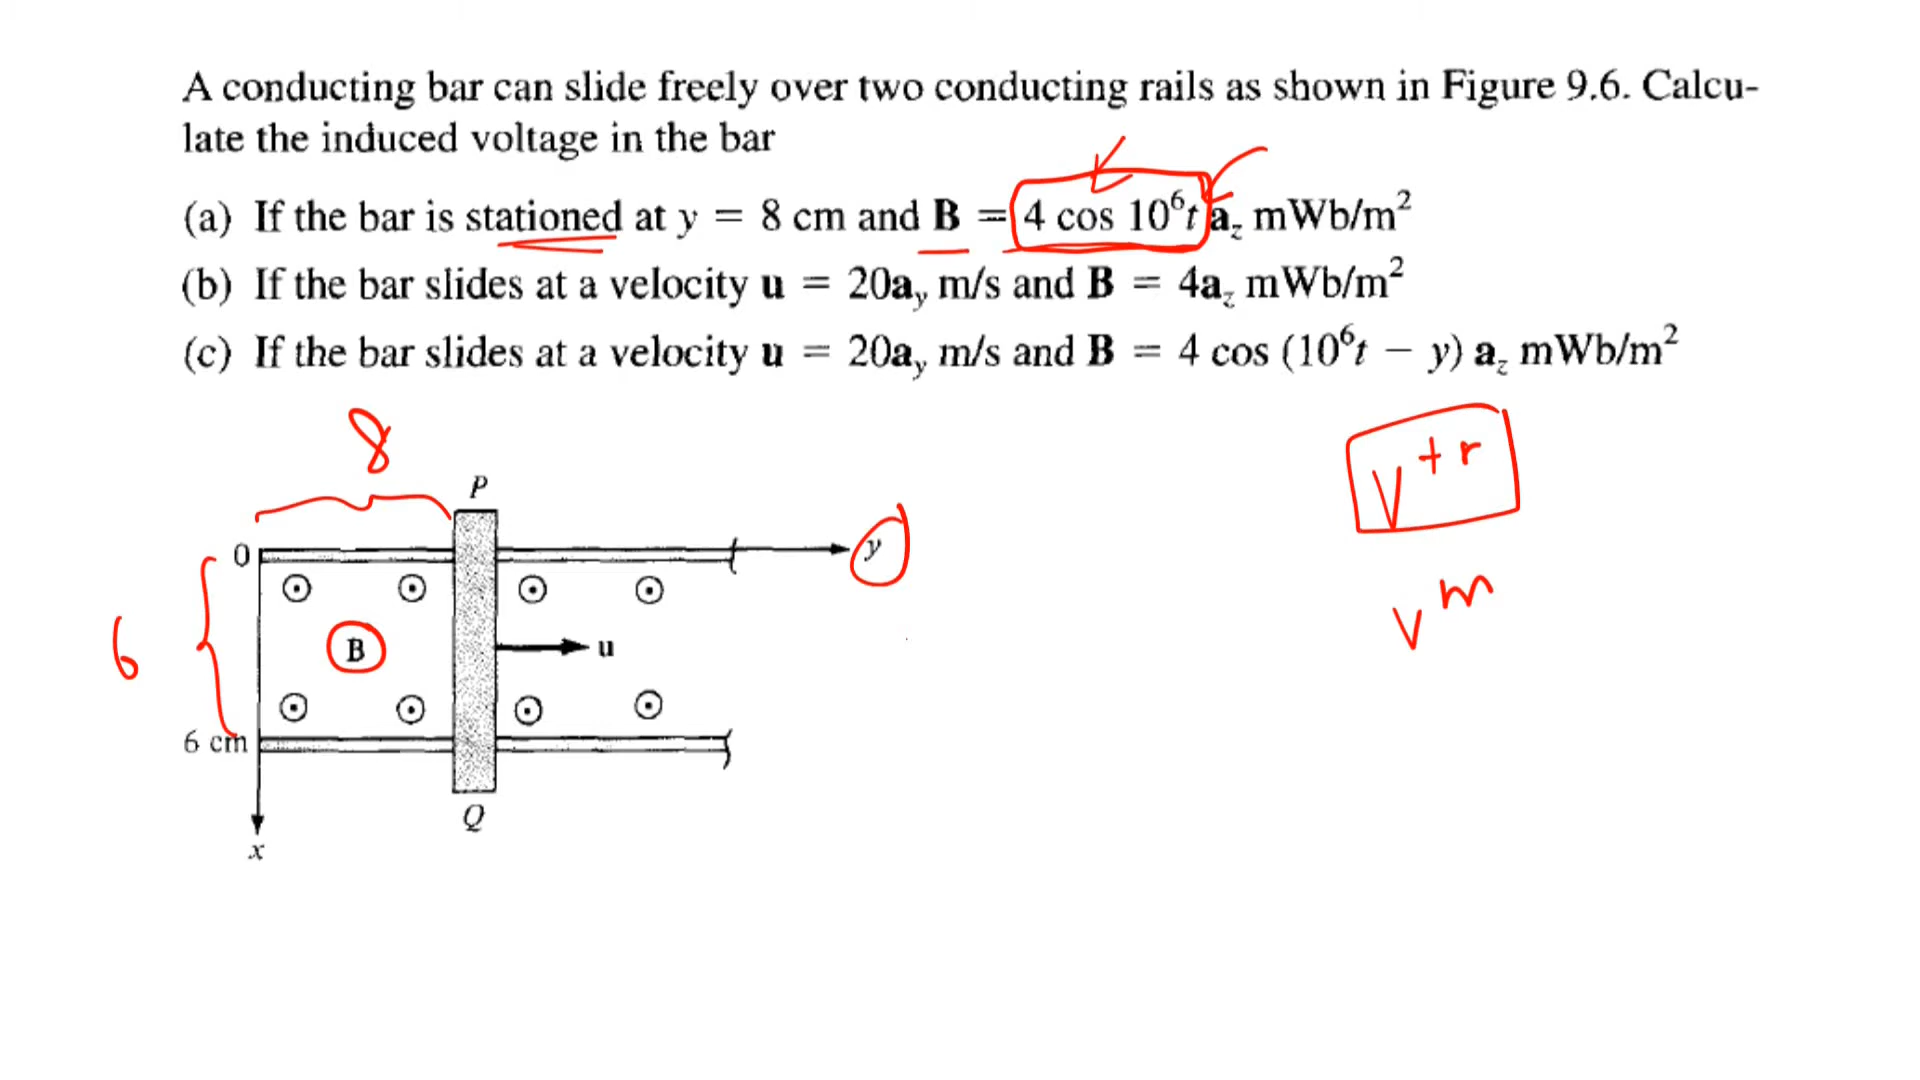 A conducting bar can slide freely over two conducting rails as shown in Figure 9.6. Calcu-
late the induced voltage in the bar
(a) If the bar is stationed at y = 8 cm and B = 4 cos 10⁶t a_z mWb/m²
(b) If the bar slides at a velocity u = 20a_y m/s and B = 4a_z mWb/m²
(c) If the bar slides at a velocity u = 20a_y m/s and B = 4 cos (10⁶t − y) a_z mWb/m²
8
V^tr
P
0
y
V^m
6
B
u
6 cm
Q
x